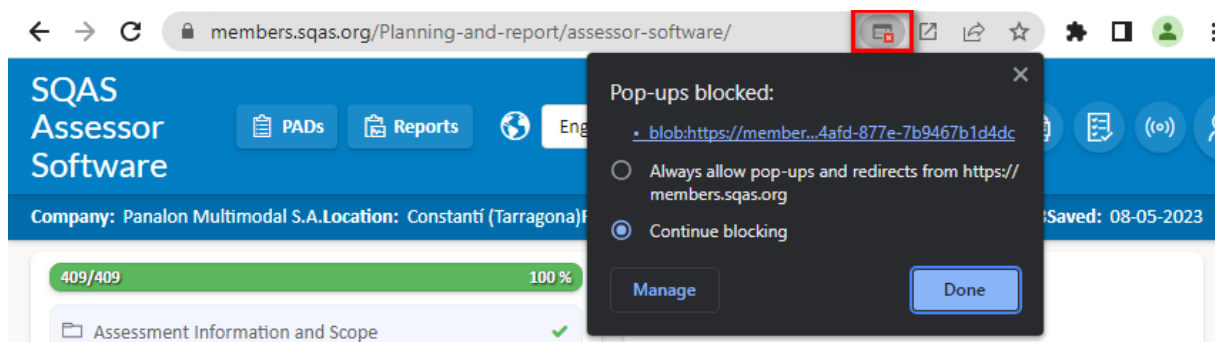 members.sqas.org/Planning-and-report/assessor-software/
SQAS
Assessor
Software
PADs
Reports
Eng
Pop-ups blocked:
• blob:https://member...4afd-877e-7b9467b1d4dc
Always allow pop-ups and redirects from https://
members.sqas.org
Continue blocking
Manage
Done
Company: Panalon Multimodal S.A.Location: Constantí (Tarragona)
Saved: 08-05-2023
409/409
100 %
Assessment Information and Scope